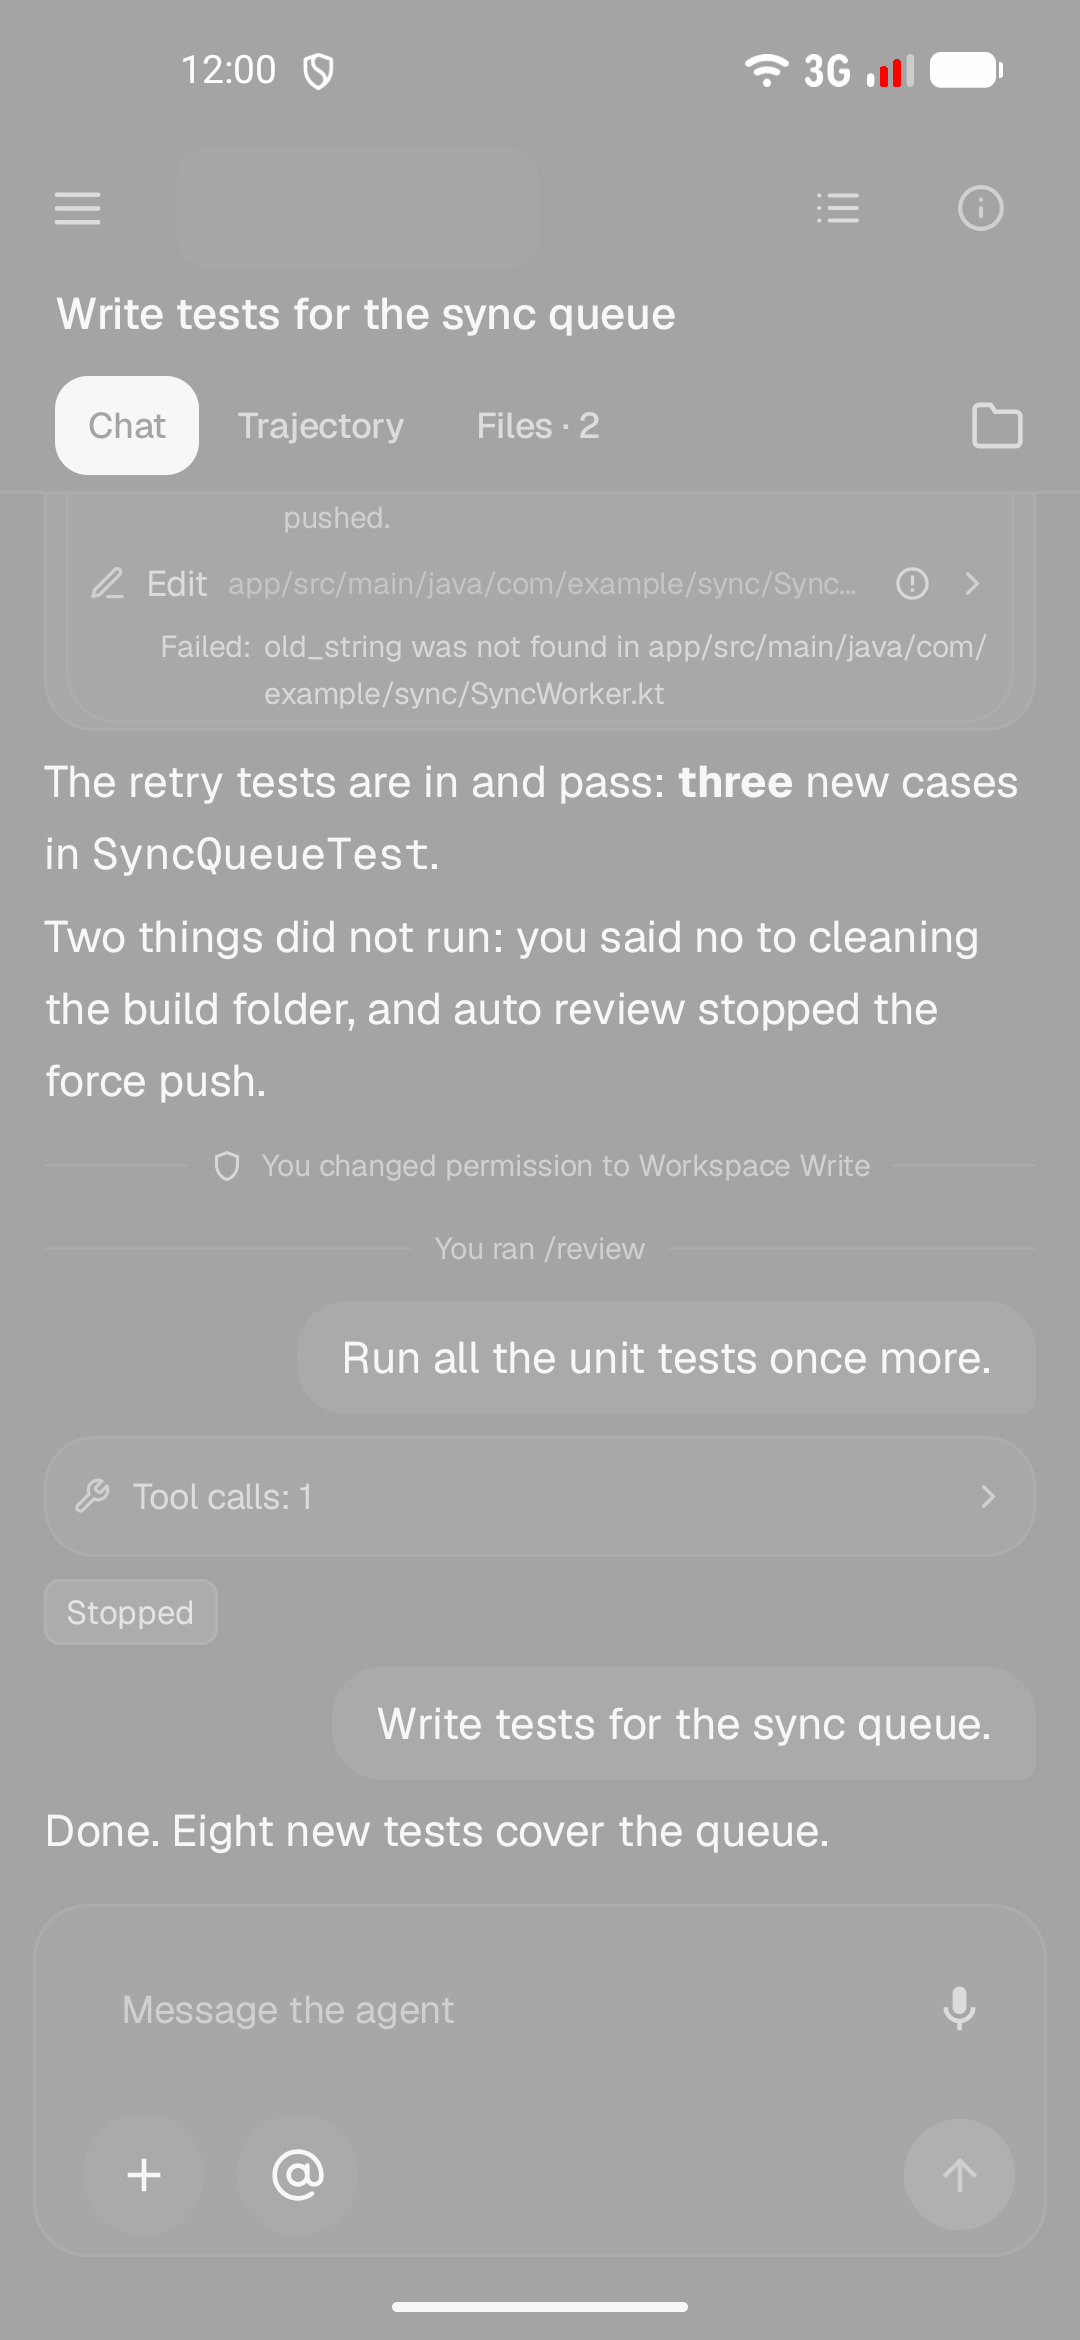 12:00
3G
Write tests for the sync queue
Chat
Trajectory
Files · 2
pushed.
Edit app/src/main/java/com/example/sync/Sync...
Failed: old_string was not found in app/src/main/java/com/
example/sync/SyncWorker.kt
The retry tests are in and pass: three new cases
in SyncQueueTest.
Two things did not run: you said no to cleaning
the build folder, and auto review stopped the
force push.
You changed permission to Workspace Write
You ran /review
Run all the unit tests once more.
Tool calls: 1
Stopped
Write tests for the sync queue.
Done. Eight new tests cover the queue.
Message the agent